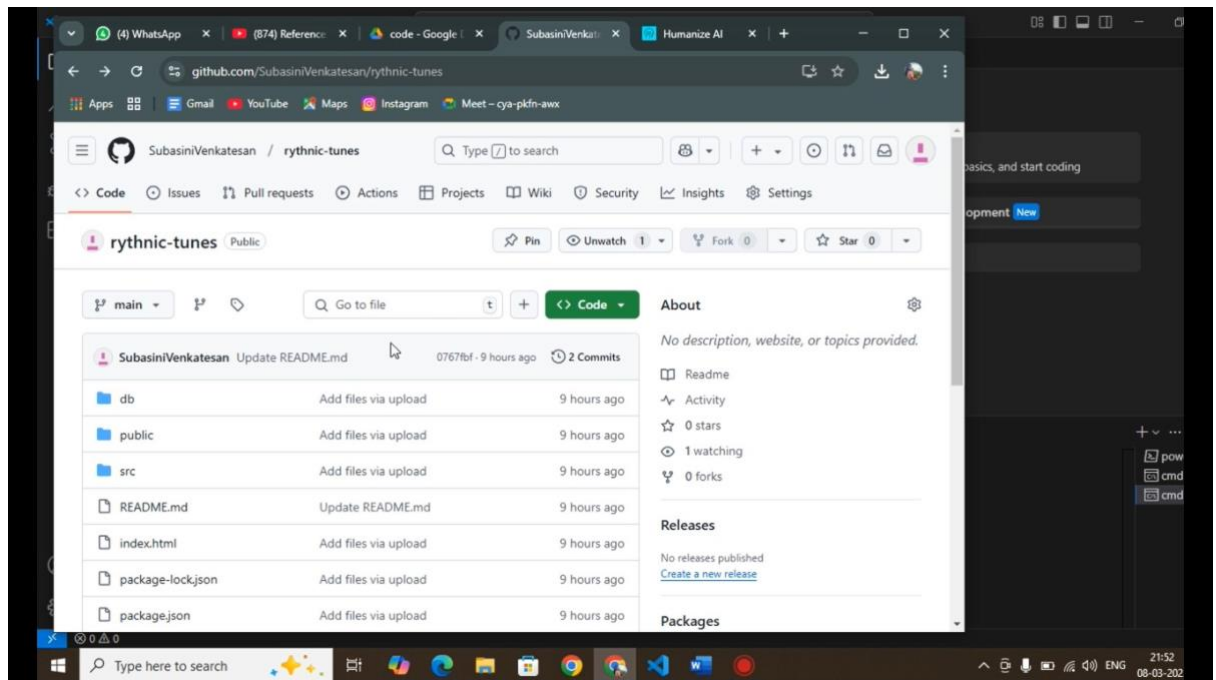 (4) WhatsApp (874) Reference code - Google SubasiniVenkat Humanize AI
github.com/SubasiniVenkatesan/rythnic-tunes
Apps Gmail YouTube Maps Instagram Meet – cya-pkfn-awx
SubasiniVenkatesan / rythnic-tunes Type / to search
<> Code Issues Pull requests Actions Projects Wiki Security Insights Settings
rythnic-tunes Public Pin Unwatch 1 Fork 0 Star 0
main Go to file t <> Code
SubasiniVenkatesan Update README.md 0767fbf · 9 hours ago 2 Commits
db Add files via upload 9 hours ago
public Add files via upload 9 hours ago
src Add files via upload 9 hours ago
README.md Update README.md 9 hours ago
index.html Add files via upload 9 hours ago
package-lock.json Add files via upload 9 hours ago
package.json Add files via upload 9 hours ago
About
No description, website, or topics provided.
Readme
Activity
0 stars
1 watching
0 forks
Releases
No releases published
Create a new release
Packages
basics, and start coding
opment New
pow
cmd
cmd
0 0
Type here to search ENG 21:52
08-03-202